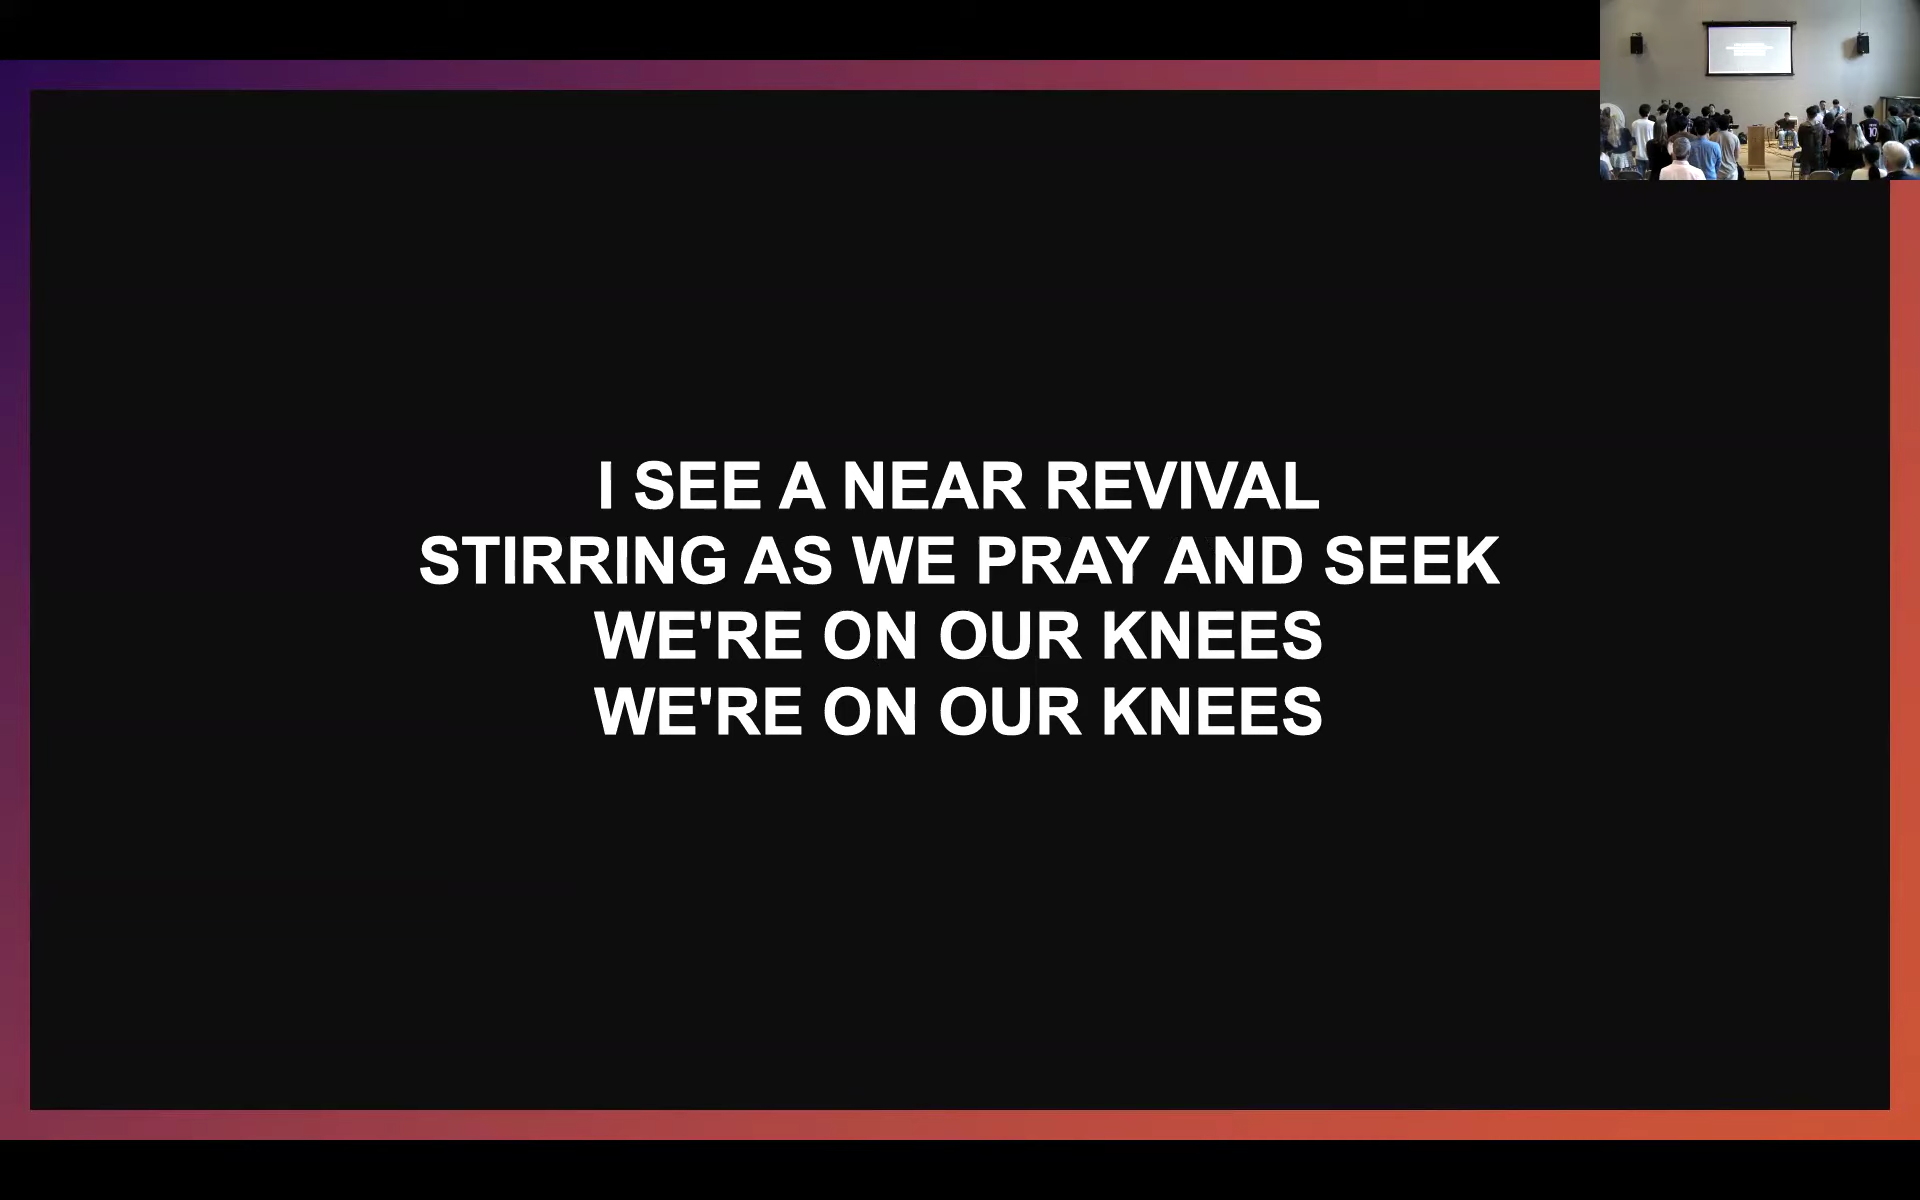 I SEE A NEAR REVIVAL
STIRRING AS WE PRAY AND SEEK
WE'RE ON OUR KNEES
WE'RE ON OUR KNEES